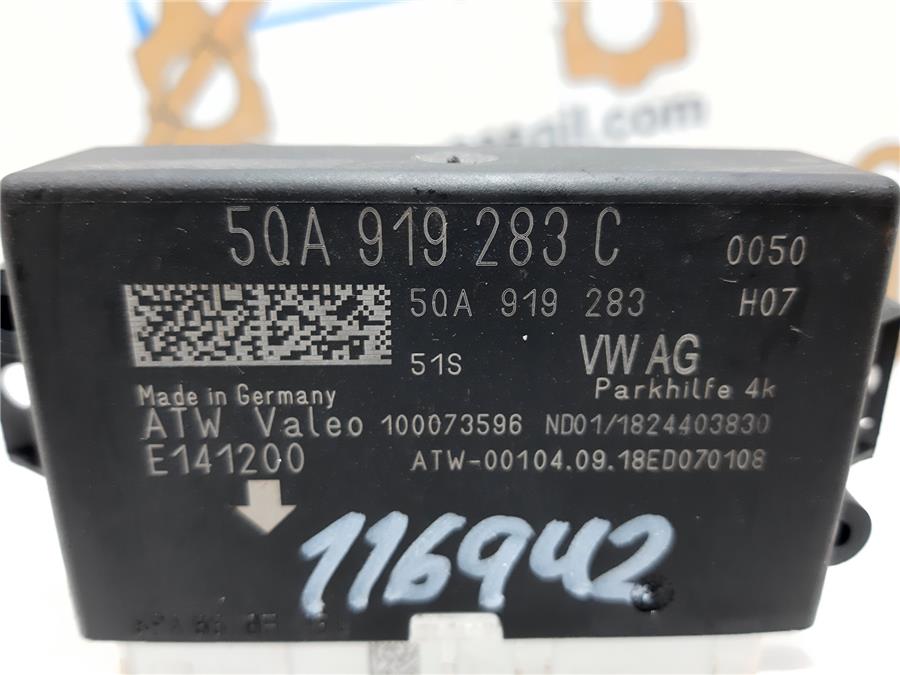 .com
5QA 919 283 C 0050
5QA 919 283 H07
51S VW AG
Parkhilfe 4k
Made in Germany
ATW Valeo 100073596 ND01/1824403830
E141200 ATW-00104.09.18ED070108
116942